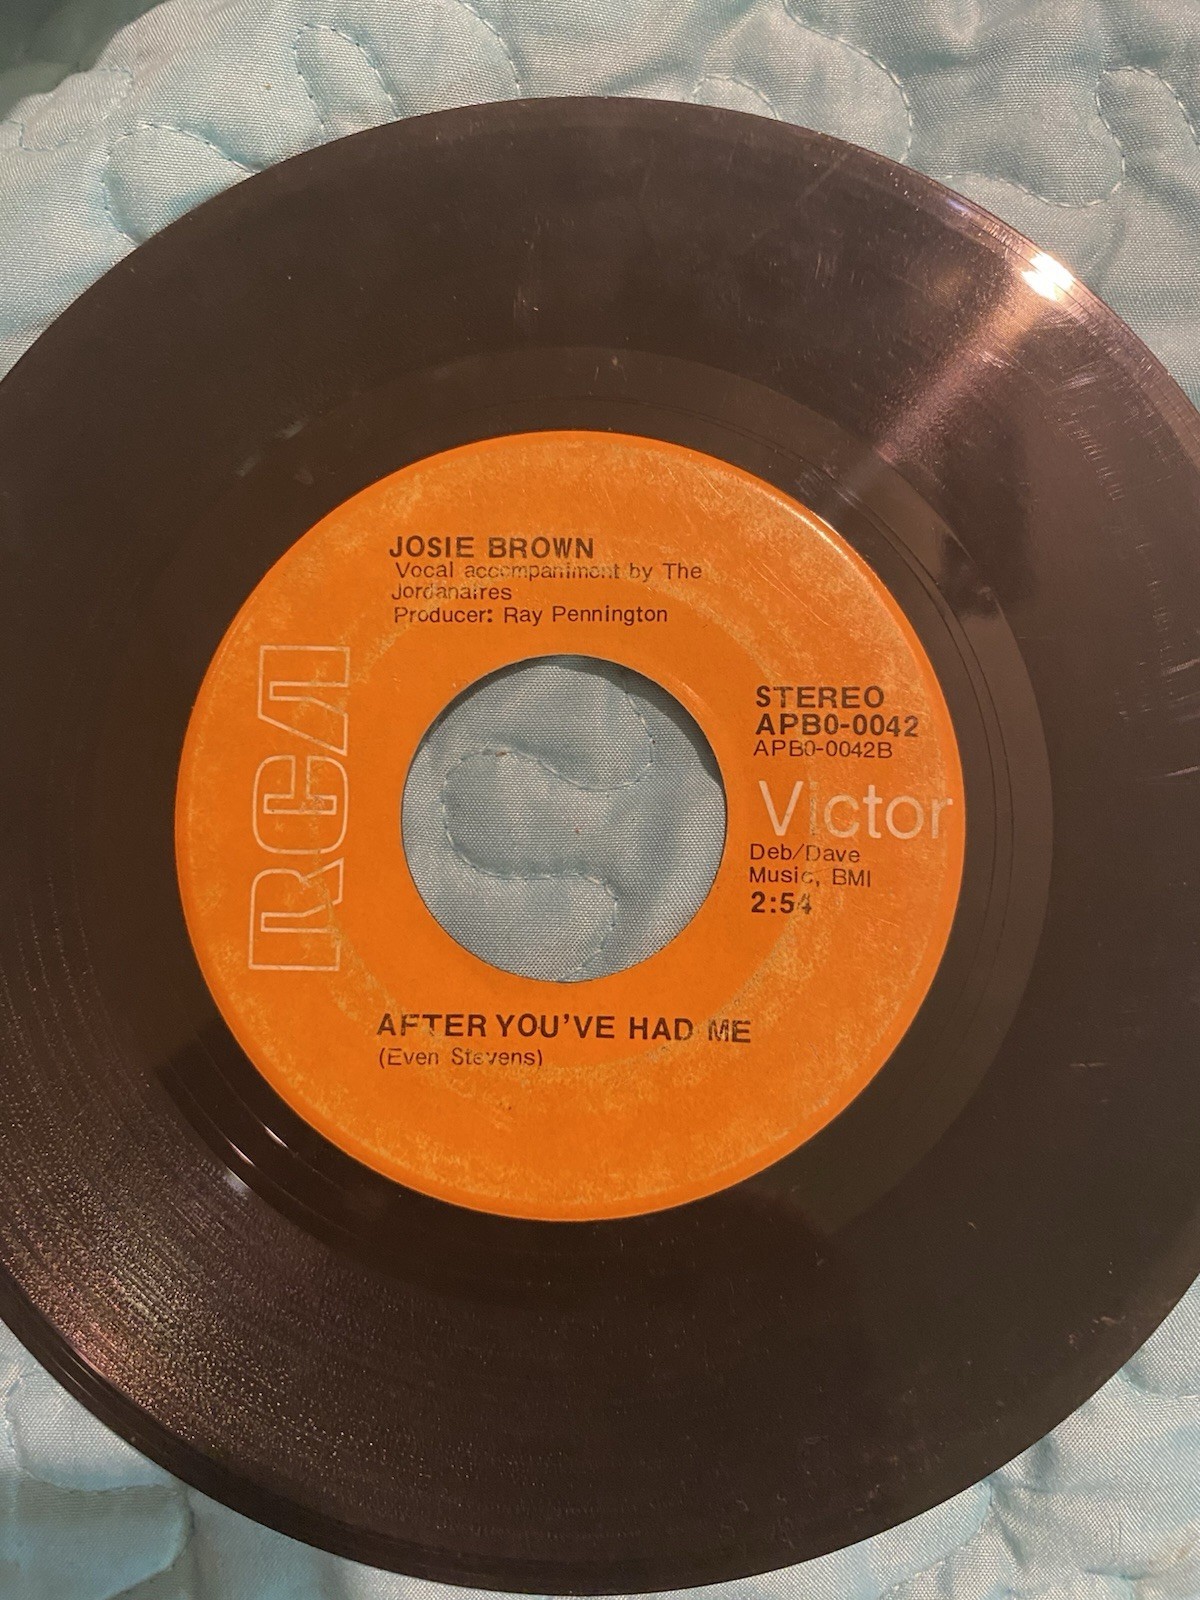 JOSIE BROWN
Vocal accompaniment by The
Jordanaires
Producer: Ray Pennington
RCA
STEREO
APB0-0042
APB0-0042B
Victor
Deb/Dave
Music, BMI
2:54
AFTER YOU'VE HAD ME
(Even Stevens)